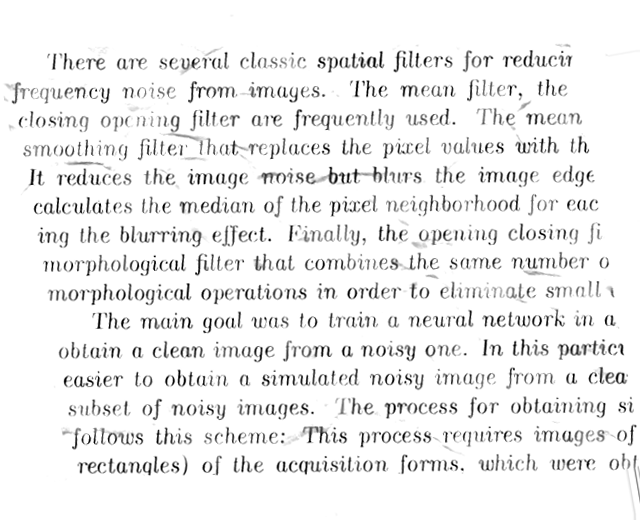 There are several classic spatial filters for reducin
frequency noise from images. The mean filter, the
closing opening filter are frequently used. The mean
smoothing filter that replaces the pixel values with th
It reduces the image noise but blurs the image edge
calculates the median of the pixel neighborhood for eac
ing the blurring effect. Finally, the opening closing fi
morphological filter that combines the same number o
morphological operations in order to eliminate small
The main goal was to train a neural network in a
obtain a clean image from a noisy one. In this partic
easier to obtain a simulated noisy image from a clea
subset of noisy images. The process for obtaining si
follows this scheme: This process requires images of
rectangles) of the acquisition forms, which were obt